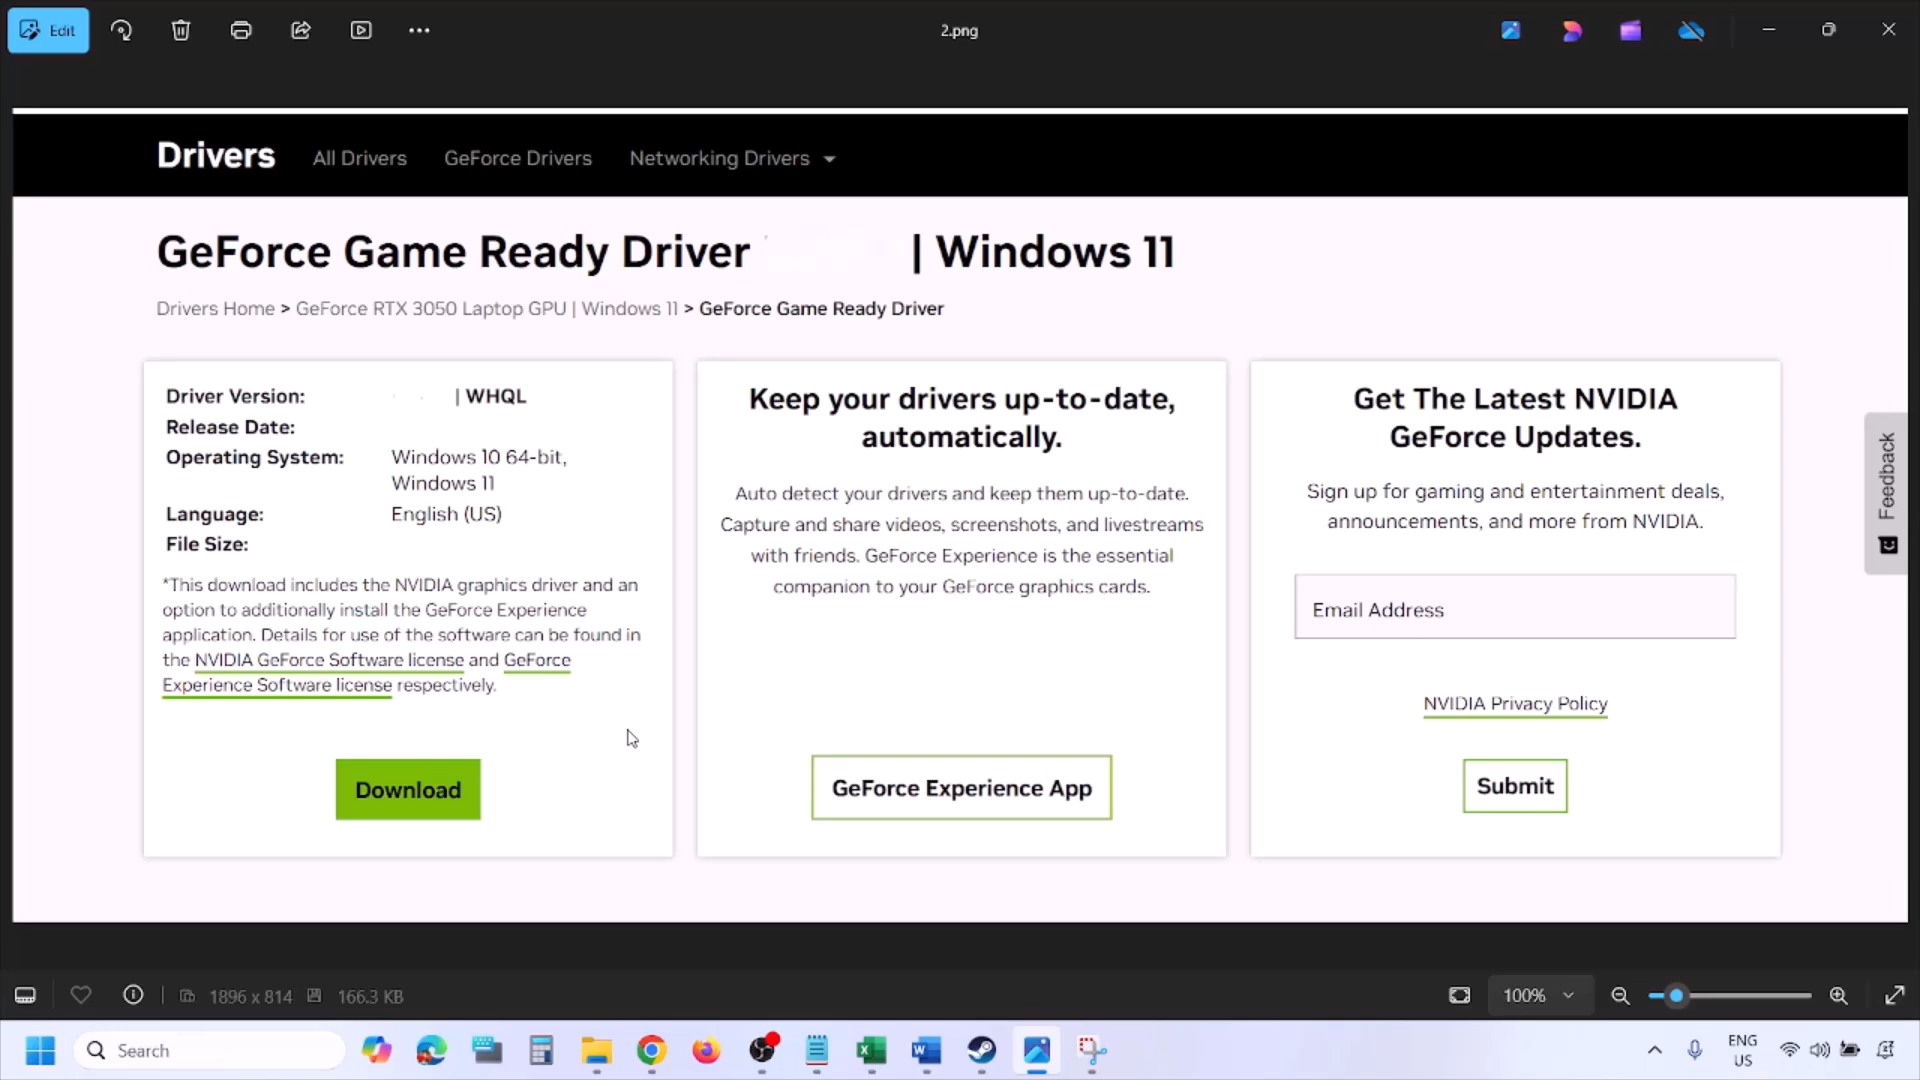 Edit
2.png
Drivers
All Drivers
GeForce Drivers
Networking Drivers
GeForce Game Ready Driver | Windows 11
Drivers Home > GeForce RTX 3050 Laptop GPU | Windows 11 > GeForce Game Ready Driver
Driver Version: | WHQL
Release Date:
Operating System: Windows 10 64-bit,
Windows 11
Language: English (US)
File Size:
*This download includes the NVIDIA graphics driver and an
option to additionally install the GeForce Experience
application. Details for use of the software can be found in
the NVIDIA GeForce Software license and GeForce
Experience Software license respectively.
Download
Keep your drivers up-to-date,
automatically.
Auto detect your drivers and keep them up-to-date.
Capture and share videos, screenshots, and livestreams
with friends. GeForce Experience is the essential
companion to your GeForce graphics cards.
GeForce Experience App
Get The Latest NVIDIA
GeForce Updates.
Sign up for gaming and entertainment deals,
announcements, and more from NVIDIA.
Email Address
NVIDIA Privacy Policy
Submit
Feedback
1896 x 814
166.3 KB
100%
Search
ENG
US